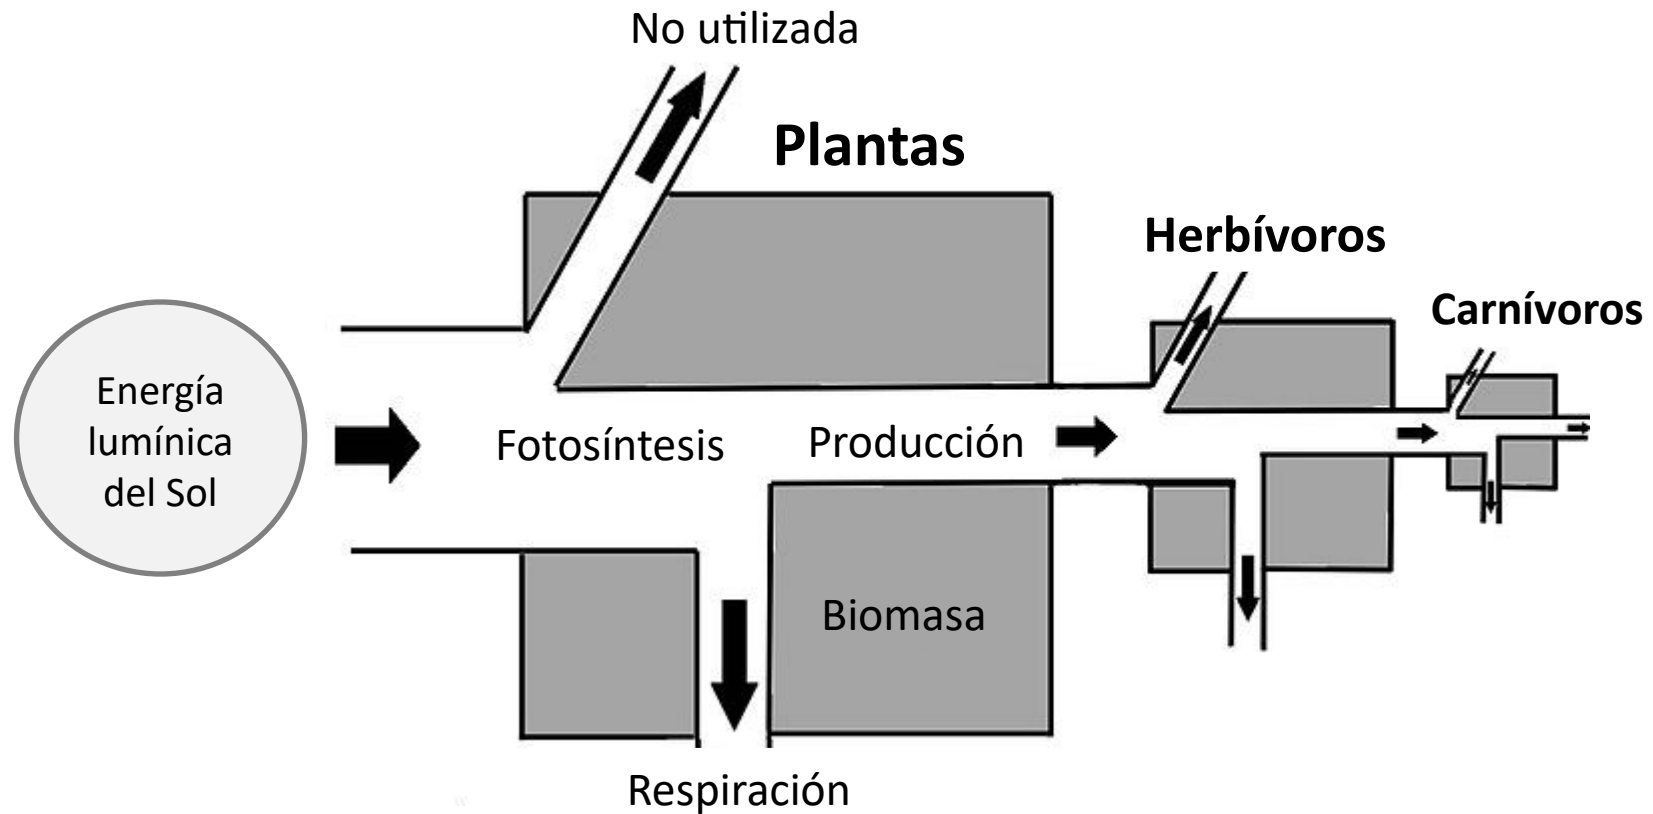 No utilizada
Plantas
Herbívoros
Carnívoros
Energía
lumínica
del Sol
Fotosíntesis
Producción
Biomasa
Respiración